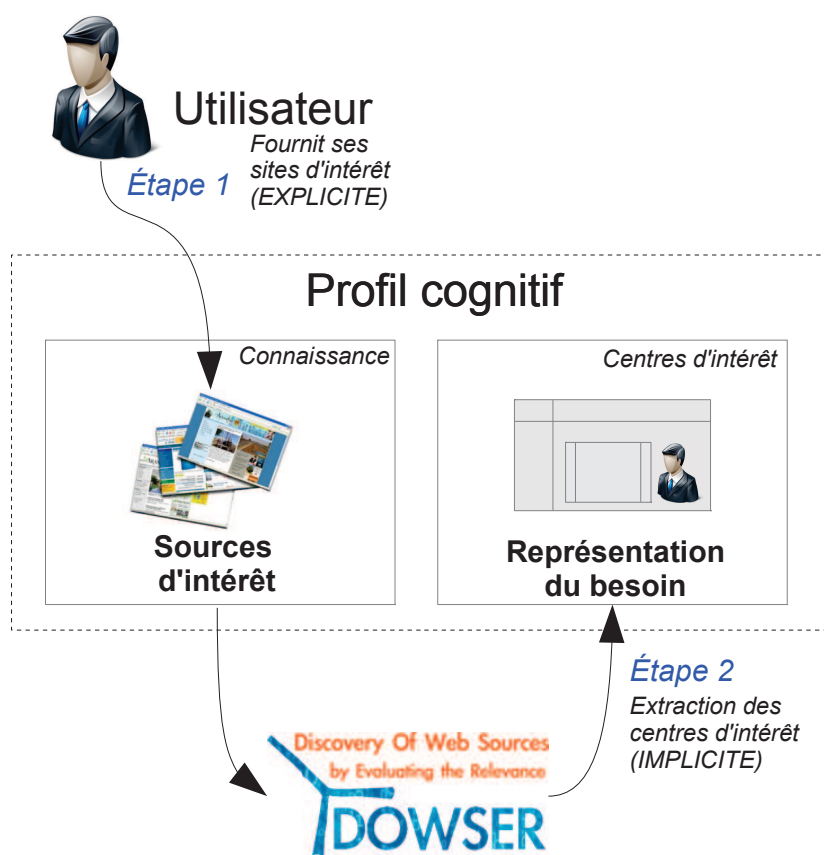 Utilisateur
Fournit ses
sites d'intérêt
(EXPLICITE)
Étape 1
Profil cognitif
Connaissance
Sources
d'intérêt
Centres d'intérêt
Représentation
du besoin
Étape 2
Extraction des
centres d'intérêt
(IMPLICITE)
Discovery Of Web Sources
by Evaluating the Relevance
DOWSER